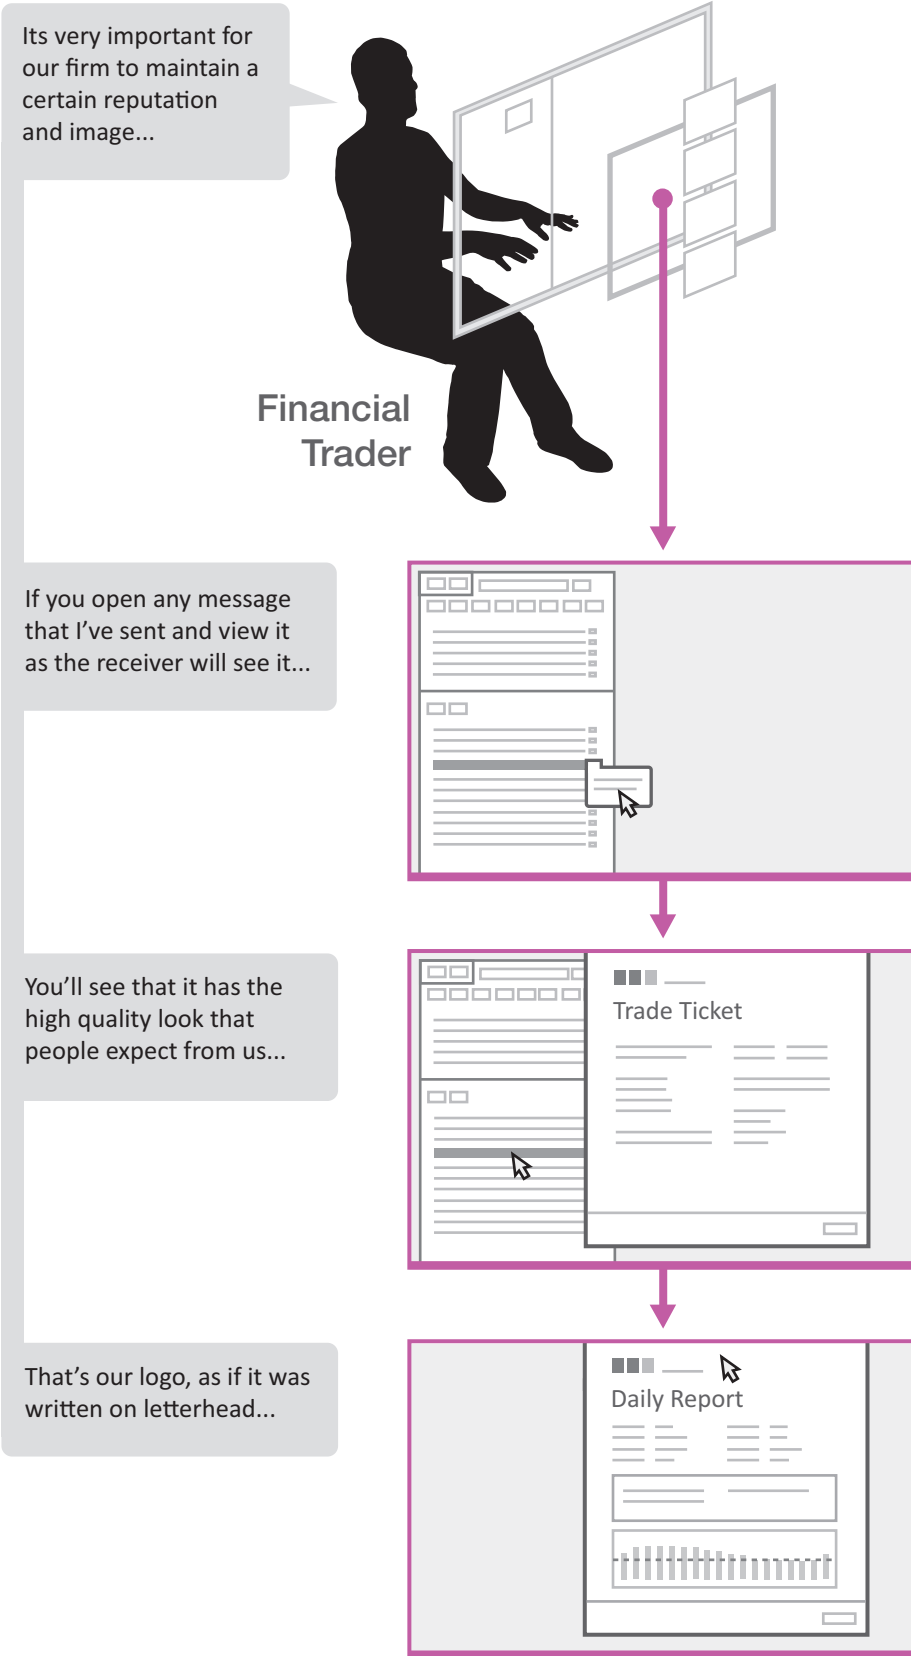 Its very important for
our firm to maintain a
certain reputation
and image...
Financial
Trader
If you open any message
that I've sent and view it
as the receiver will see it...
You'll see that it has the
high quality look that
people expect from us...
Trade Ticket
That's our logo, as if it was
written on letterhead...
Daily Report